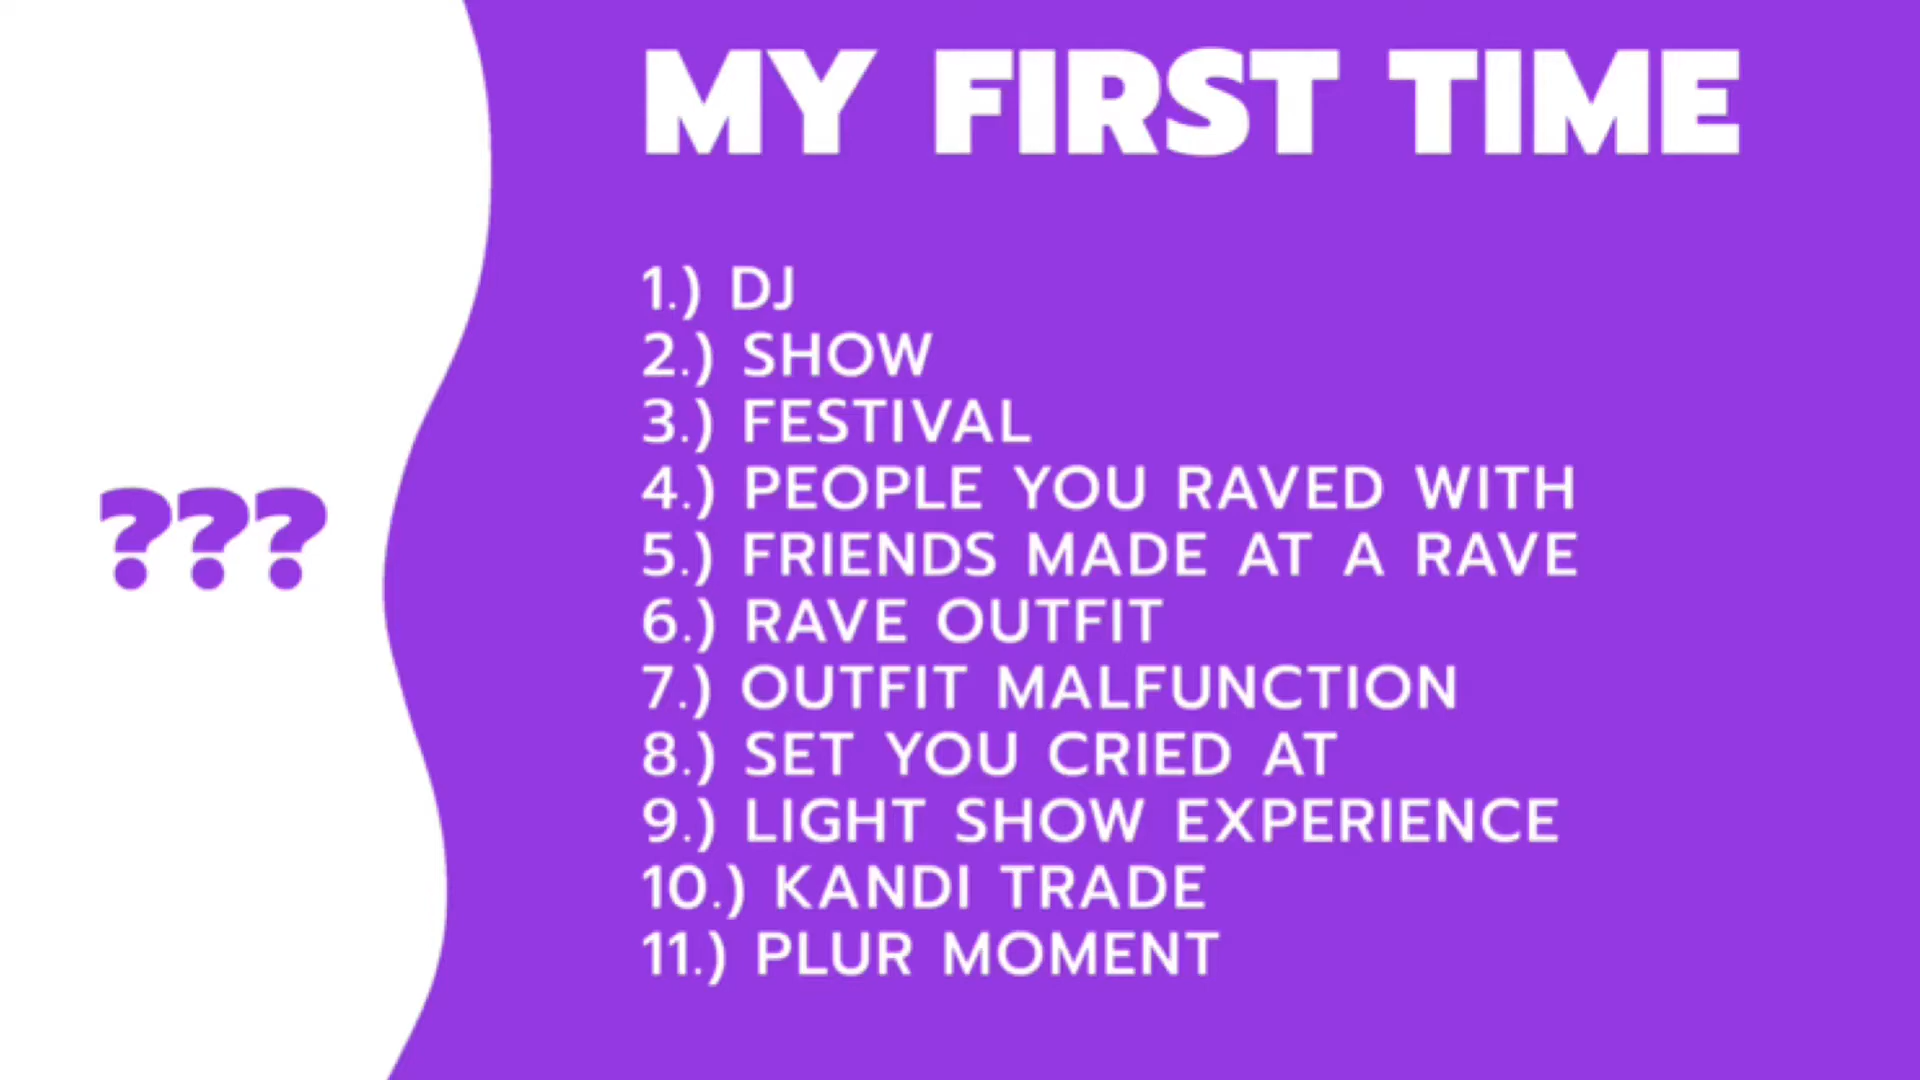 MY FIRST TIME
1.) DJ
2.) SHOW
3.) FESTIVAL
4.) PEOPLE YOU RAVED WITH
5.) FRIENDS MADE AT A RAVE
6.) RAVE OUTFIT
7.) OUTFIT MALFUNCTION
8.) SET YOU CRIED AT
9.) LIGHT SHOW EXPERIENCE
10.) KANDI TRADE
11.) PLUR MOMENT
???